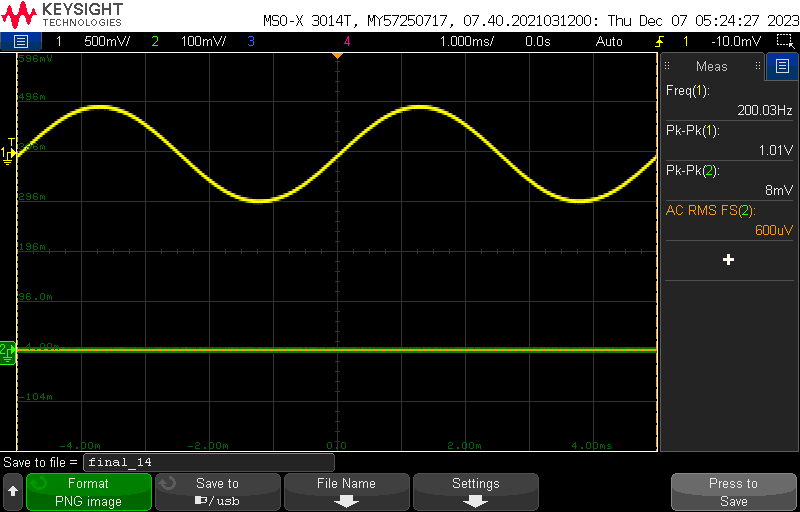 KEYSIGHT
TECHNOLOGIES
MSO-X 3014T, MY57250717, 07.40.2021031200: Thu Dec 07 05:24:27 2023
1 500mV/ 2 100mV/ 3 4 1.000ms/ 0.0s Auto 1 -10.0mV
596mV
496m
396m
296m
196m
96.0m
-4.00m
-104m
T
1
2
-4.00m -2.00m 0.0 2.00m 4.00ms
Meas
Freq(1):
200.03Hz
Pk-Pk(1):
1.01V
Pk-Pk(2):
8mV
AC RMS FS(2):
600uV
Save to file = final_14
Format
PNG image
Save to
/usb
File Name
Settings
Press to
Save